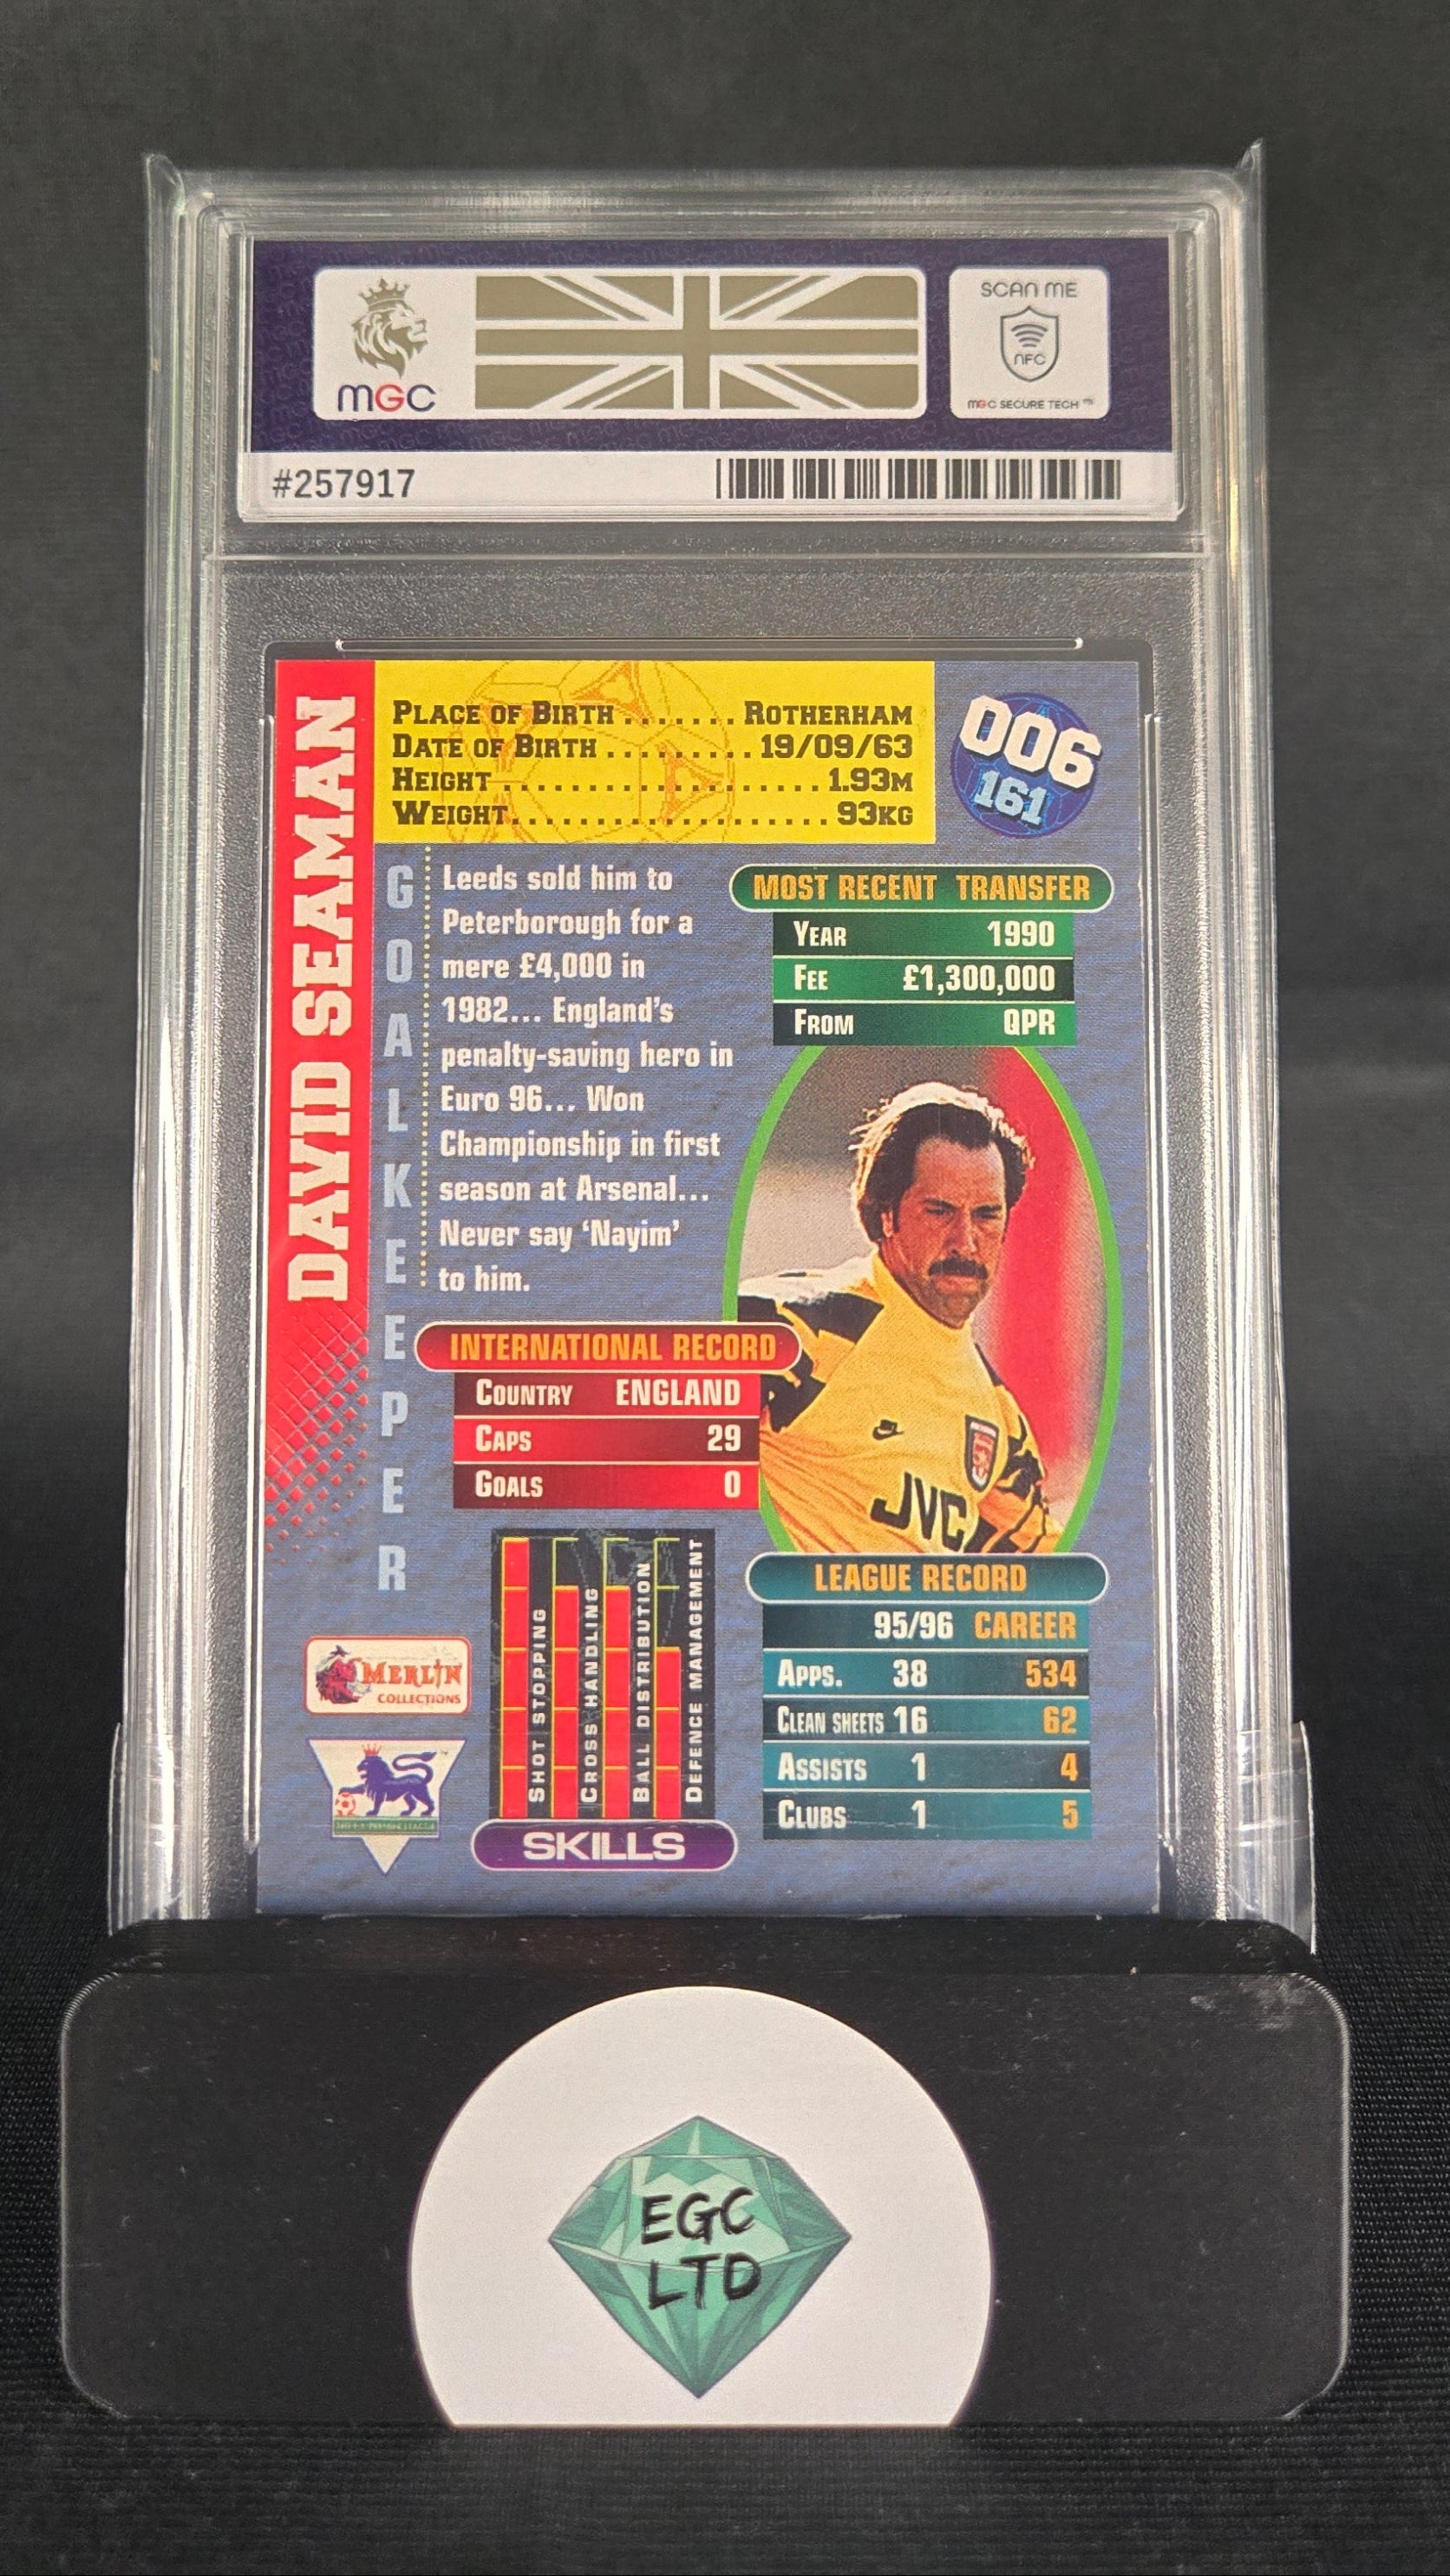 mGC
SCAN ME
NFC
mGC SECURE TECH ™
#257917
DAVID SEAMAN
GOALKEEPER
PLACE OF BIRTH ....... ROTHERHAM
DATE OF BIRTH ......... 19/09/63
HEIGHT ................... 1.93M
WEIGHT................... 93KG
006
161
Leeds sold him to
Peterborough for a
mere £4,000 in
1982... England's
penalty-saving hero in
Euro 96... Won
Championship in first
season at Arsenal...
Never say 'Nayim'
to him.
MOST RECENT TRANSFER
YEAR 1990
FEE £1,300,000
FROM QPR
JVC
INTERNATIONAL RECORD
COUNTRY ENGLAND
CAPS 29
GOALS 0
SHOT STOPPING
CROSS HANDLING
BALL DISTRIBUTION
DEFENCE MANAGEMENT
SKILLS
LEAGUE RECORD
95/96 CAREER
APPS. 38 534
CLEAN SHEETS 16 62
ASSISTS 1 4
CLUBS 1 5
MERLIN
COLLECTIONS
EGC
LTD